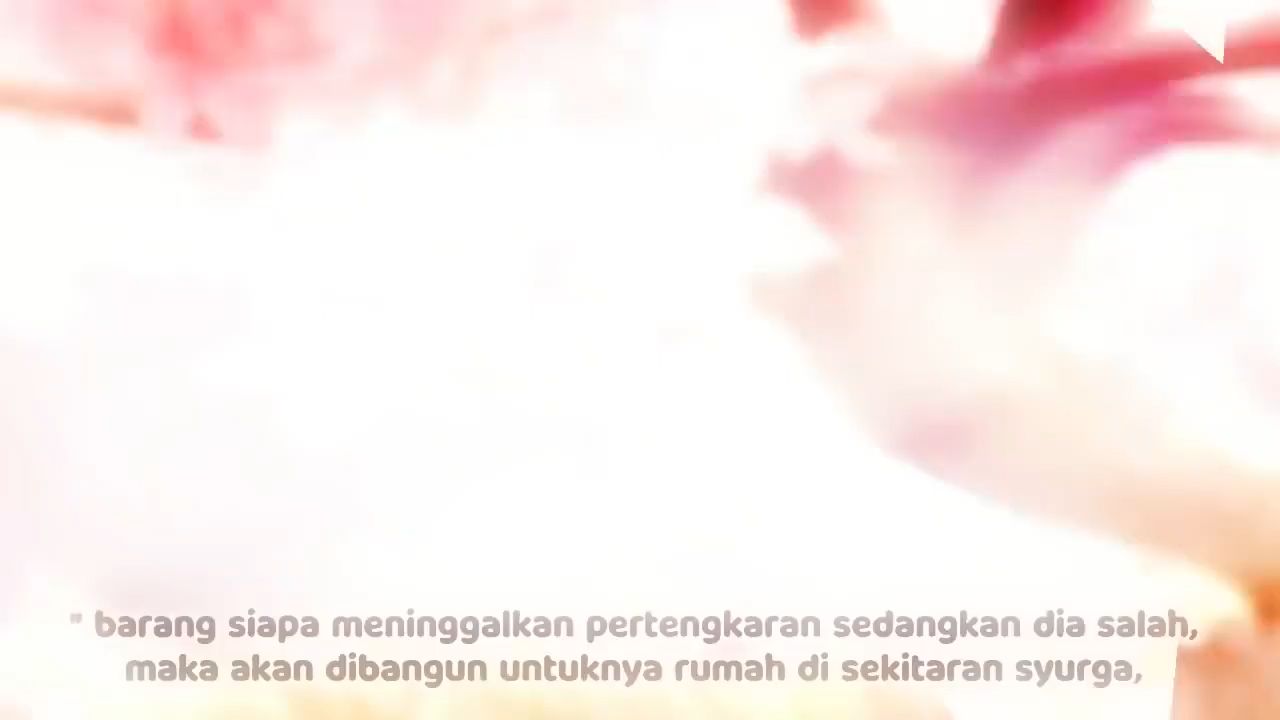 " barang siapa meninggalkan pertengkaran sedangkan dia salah,
maka akan dibangun untuknya rumah di sekitaran syurga,